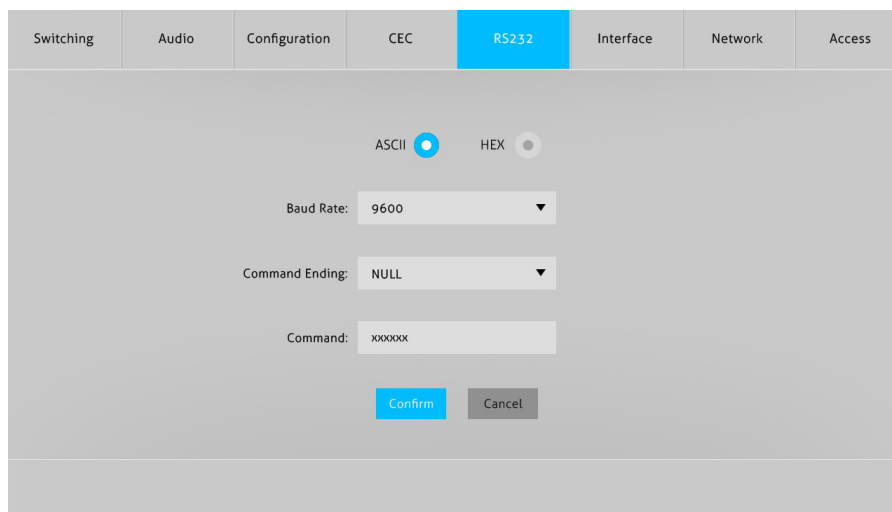 Switching Audio Configuration CEC RS232 Interface Network Access
ASCII HEX
Baud Rate: 9600
Command Ending: NULL
Command: xxxxxx
Confirm Cancel